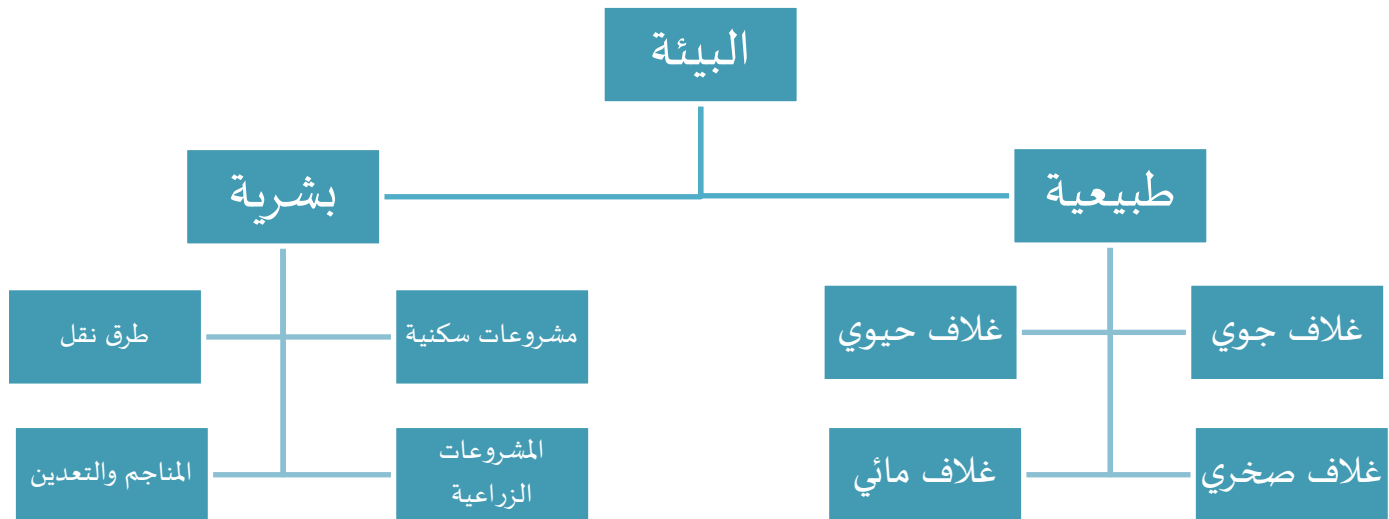 البيئة
طبيعية
بشرية
غلاف جوي
غلاف حيوي
مشروعات سكنية
طرق نقل
غلاف صخري
غلاف مائي
المشروعات
الزراعية
المناجم والتعدين